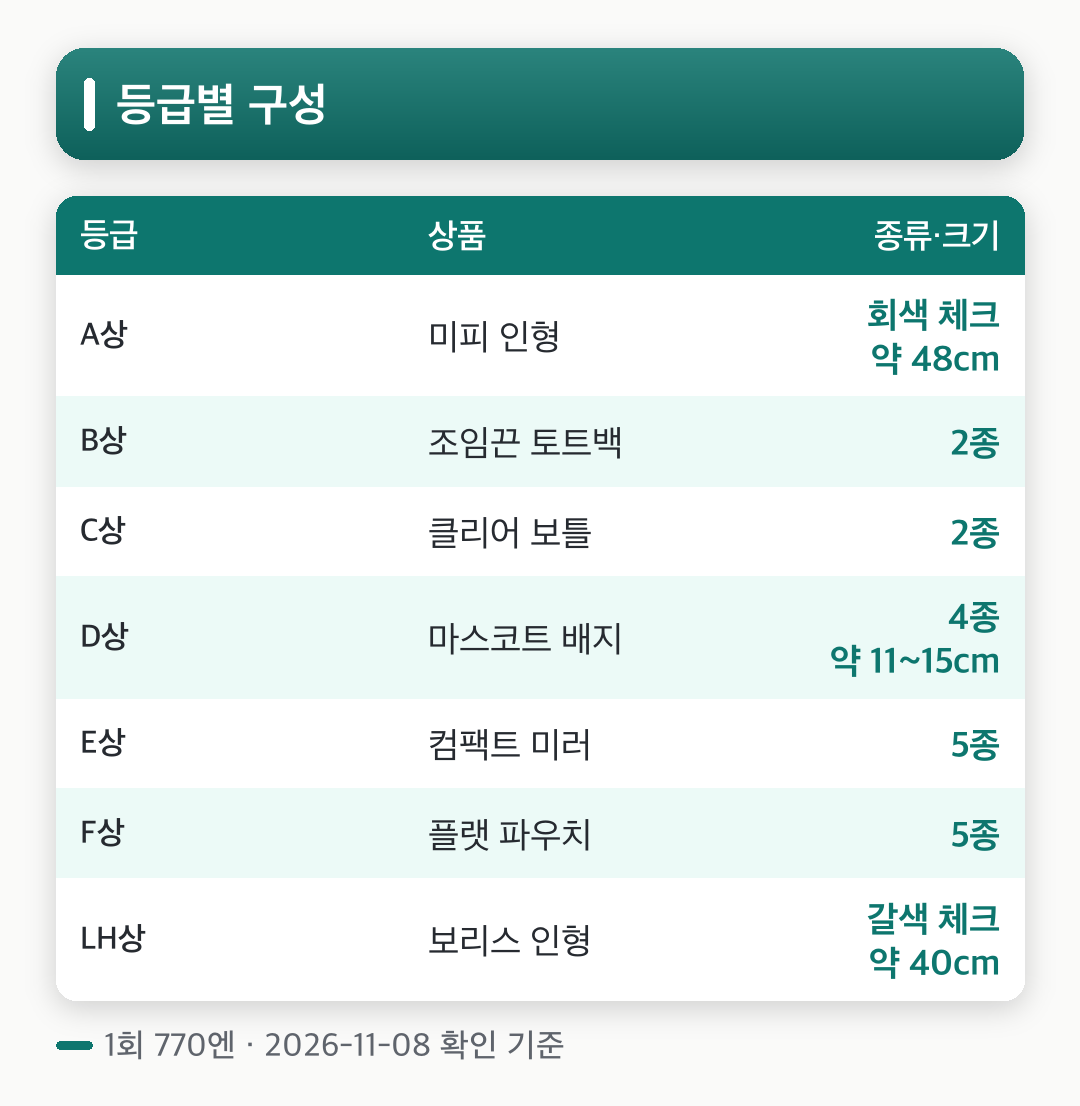 등급별 구성
등급 상품 종류·크기
A상 미피 인형 회색 체크
약 48cm
B상 조임끈 토트백 2종
C상 클리어 보틀 2종
D상 마스코트 배지 4종
약 11~15cm
E상 컴팩트 미러 5종
F상 플랫 파우치 5종
LH상 보리스 인형 갈색 체크
약 40cm
1회 770엔 · 2026-11-08 확인 기준